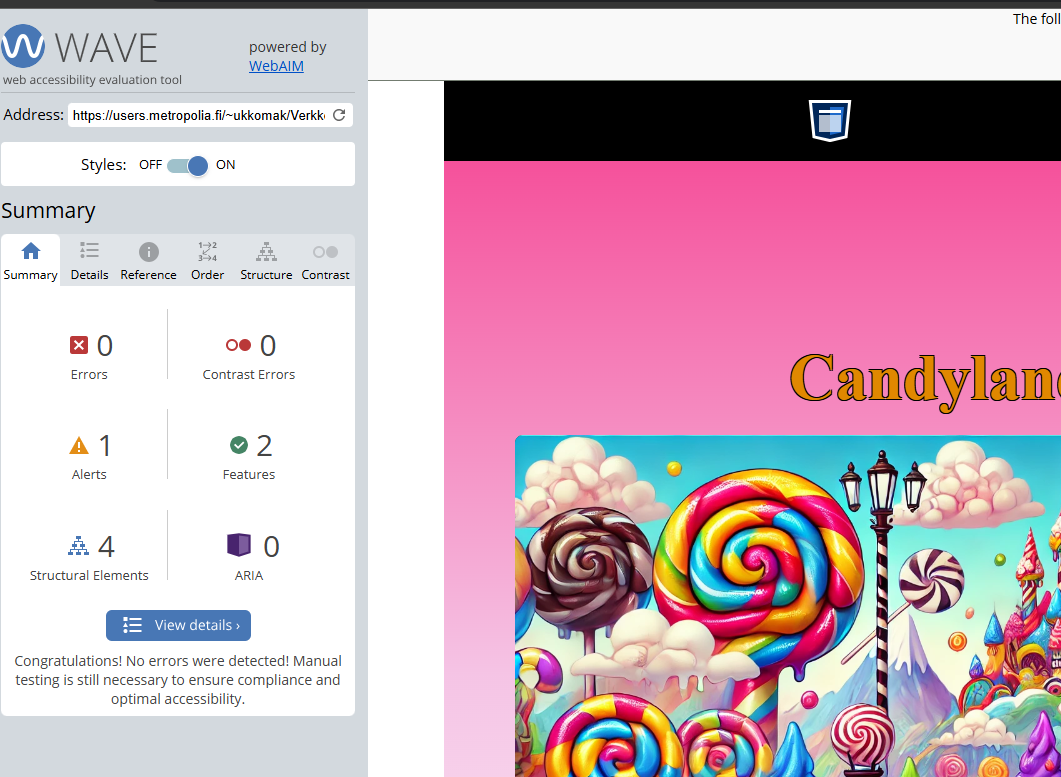 WAVE
web accessibility evaluation tool
powered by
WebAIM
Address: https://users.metropolia.fi/~ukkomak/Verkk
Styles: OFF ON
Summary
Summary Details Reference Order Structure Contrast
0 Errors
0 Contrast Errors
1 Alerts
2 Features
4 Structural Elements
0 ARIA
View details ›
Congratulations! No errors were detected! Manual
testing is still necessary to ensure compliance and
optimal accessibility.
The foll
Candylan